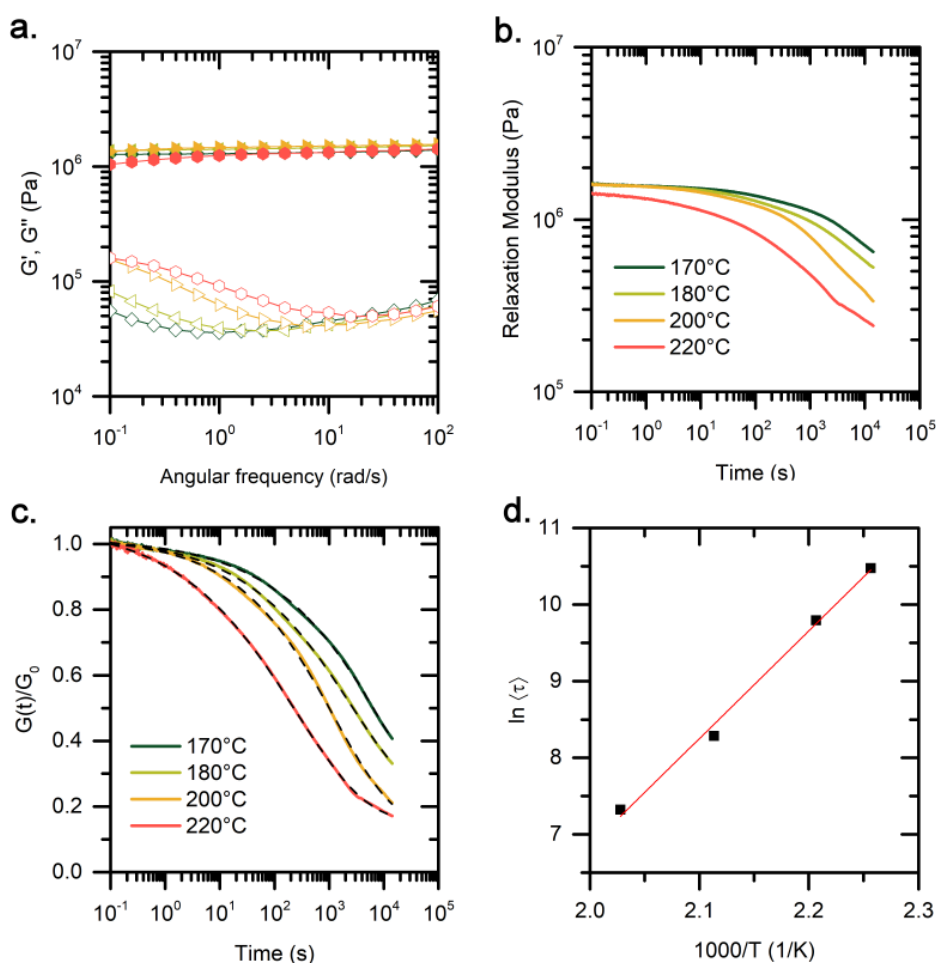 a.
10^7
10^6
10^5
10^4
G', G'' (Pa)
10^-1
10^0
10^1
10^2
Angular frequency (rad/s)
b.
10^7
10^6
10^5
Relaxation Modulus (Pa)
170°C
180°C
200°C
220°C
10^-1
10^0
10^1
10^2
10^3
10^4
10^5
Time (s)
c.
1.0
0.8
0.6
0.4
0.2
0.0
G(t)/G_0
170°C
180°C
200°C
220°C
10^-1
10^0
10^1
10^2
10^3
10^4
10^5
Time (s)
d.
11
10
9
8
7
ln ⟨τ⟩
2.0
2.1
2.2
2.3
1000/T (1/K)